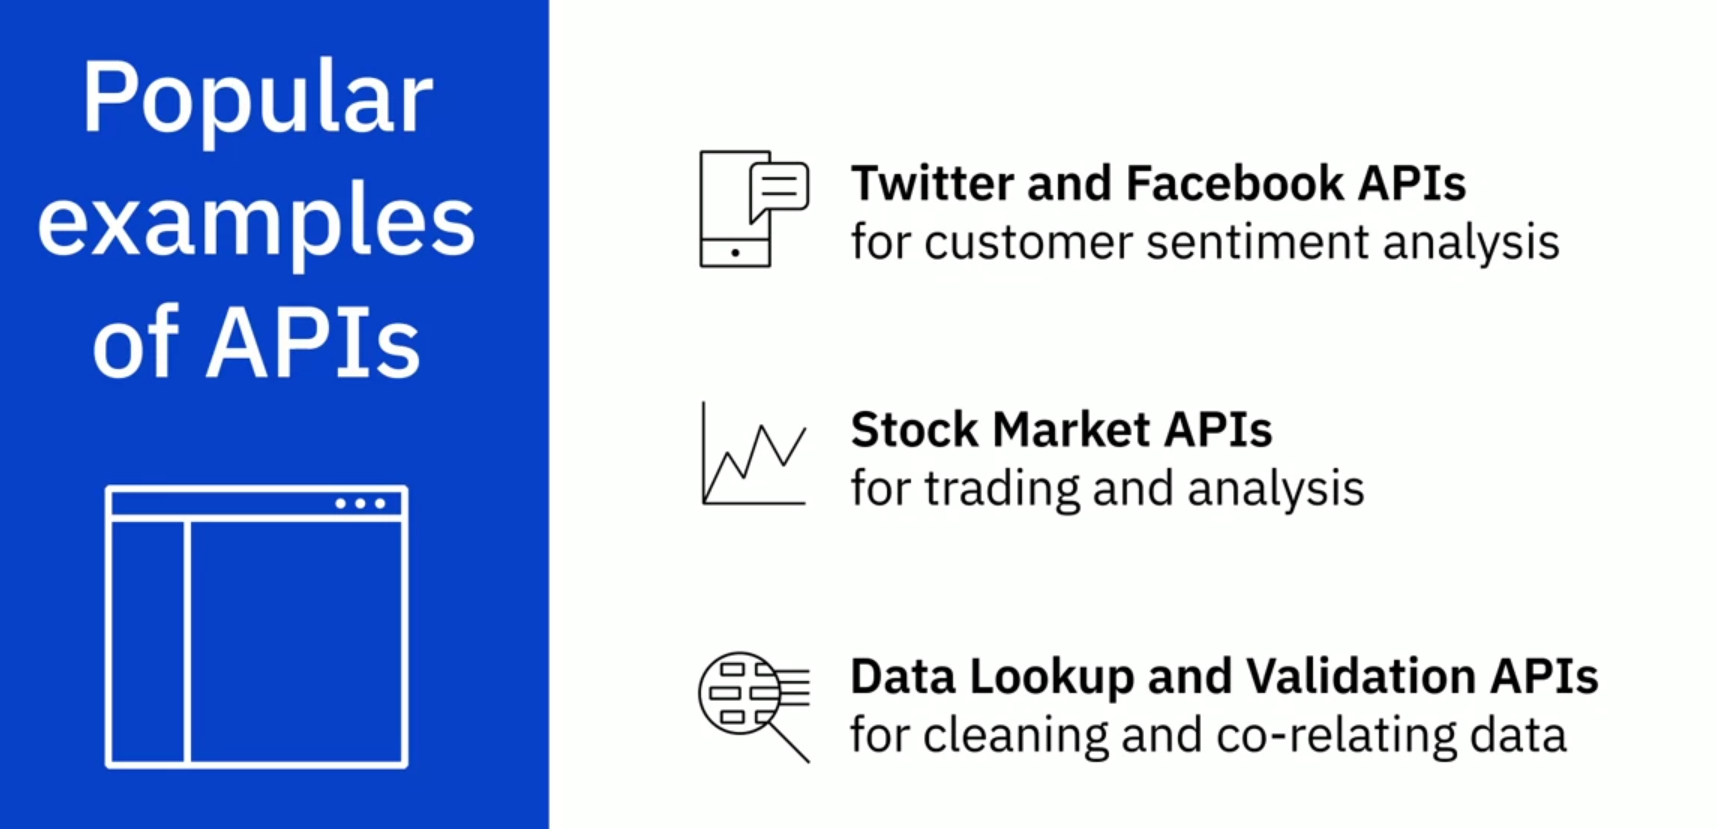 Popular
examples
of APIs
Twitter and Facebook APIs
for customer sentiment analysis
Stock Market APIs
for trading and analysis
Data Lookup and Validation APIs
for cleaning and co-relating data